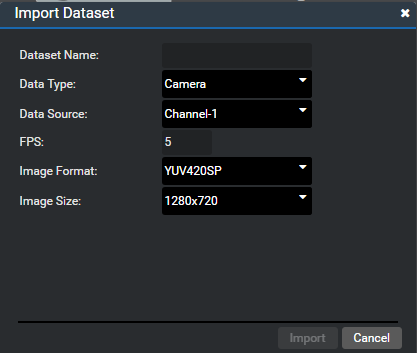 Import Dataset
Dataset Name:
Data Type: Camera
Data Source: Channel-1
FPS: 5
Image Format: YUV420SP
Image Size: 1280x720
Import Cancel